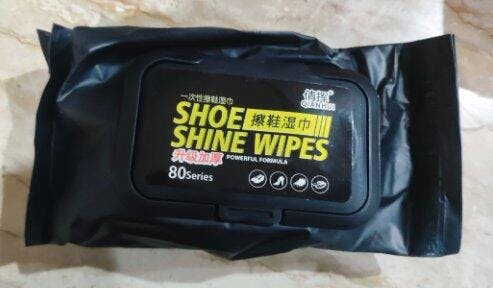 倩挥®
QIANHUI
一次性擦鞋湿巾
SHOE 擦鞋湿巾
SHINE WIPES
升级加厚 POWERFUL FORMULA
80Series